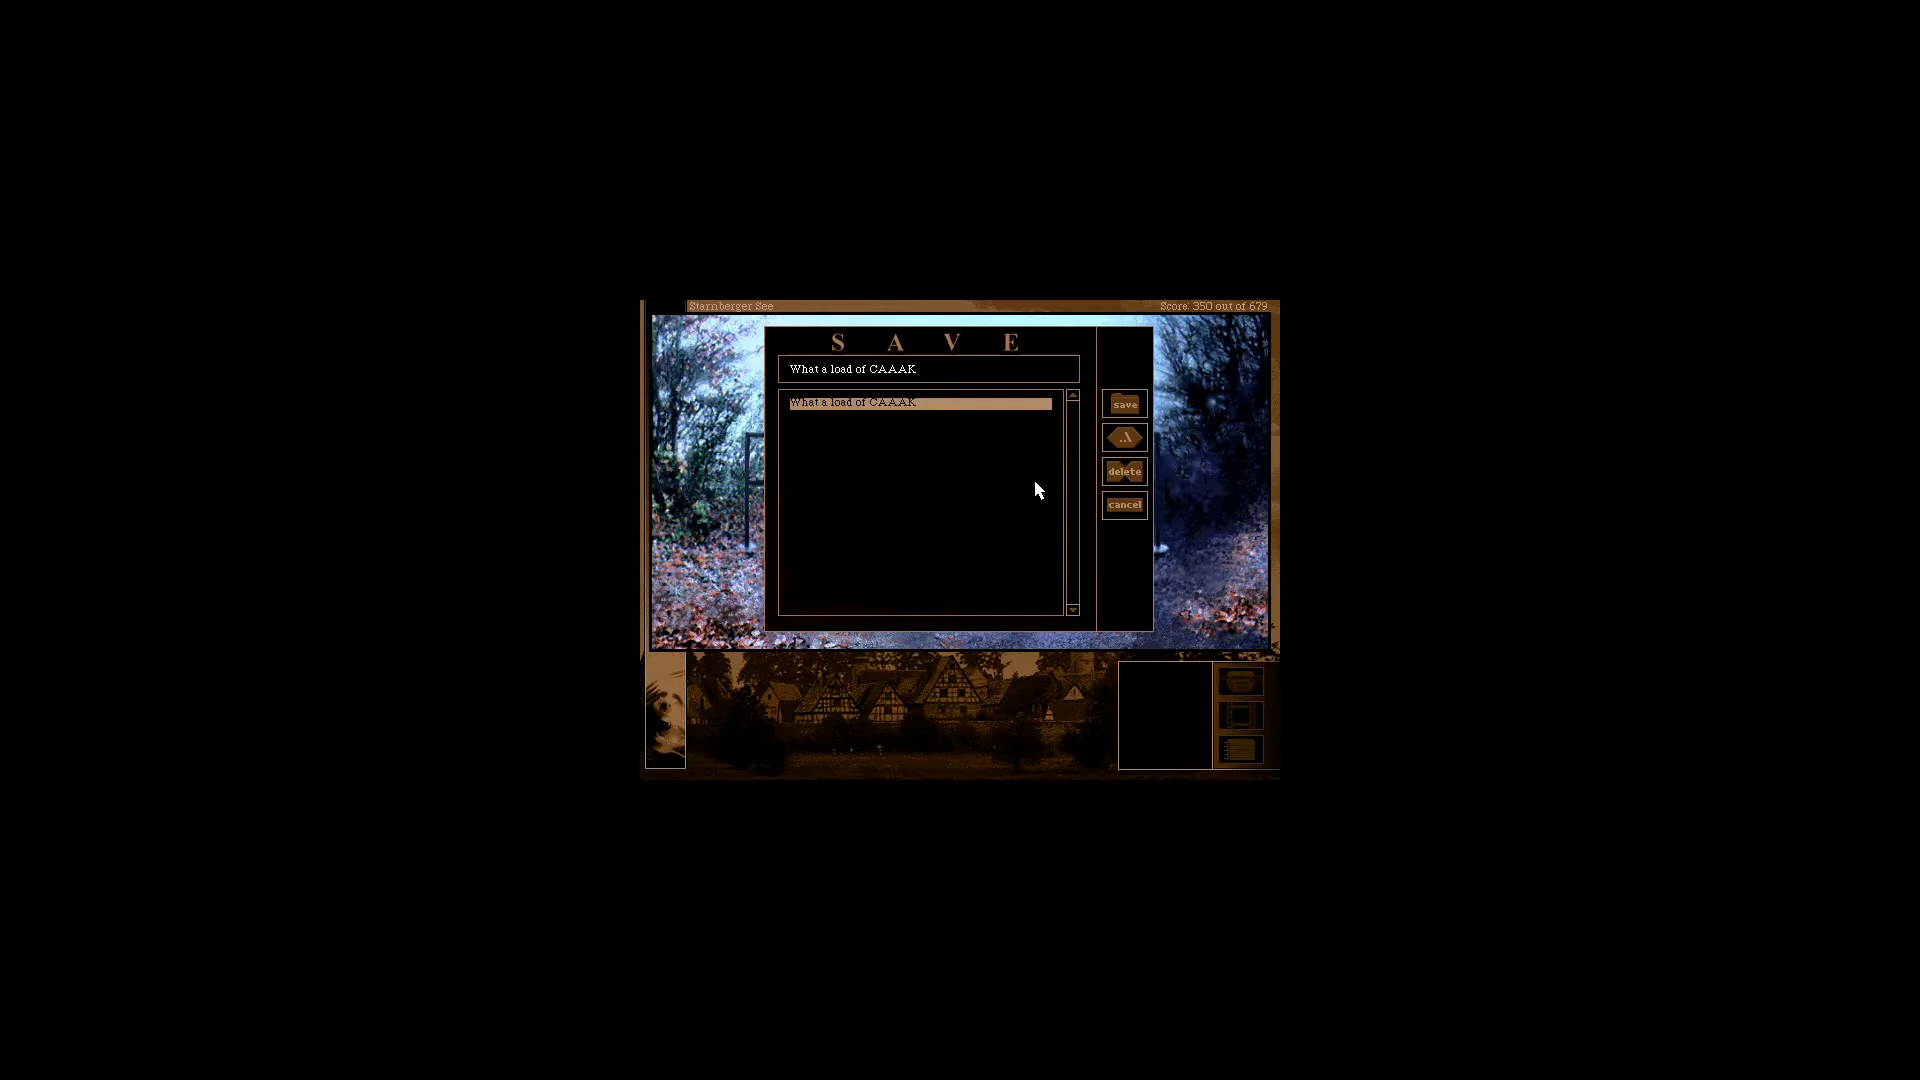 Starnberger See
Score: 350 out of 679
S A V E
What a load of CAAAK
What a load of CAAAK
save
..\
delete
cancel